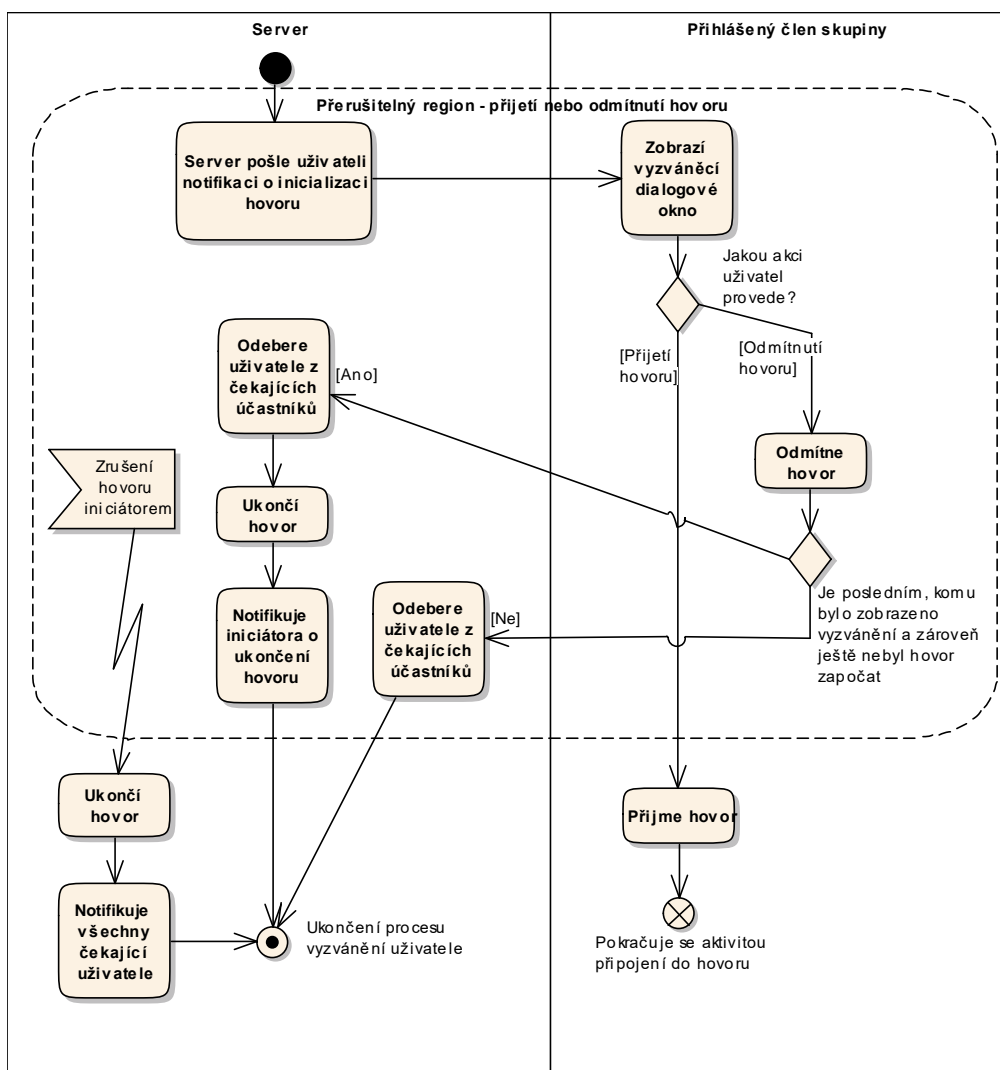 Server
Přihlášený člen skupiny
Přerušitelný region - přijetí nebo odmítnutí hovoru
Server pošle uživateli
notifikaci o inicializaci
hovoru
Zobrazí
vyzváněcí
dialogové
okno
Jakou akci
uživatel
provede?
[Přijetí
hovoru]
[Odmítnutí
hovoru]
Odebere
uživatele z
čekajících
účastníků
[Ano]
Odmítne
hovor
Zrušení
hovoru
iniciátorem
Ukončí
hovor
Je posledním, komu
bylo zobrazeno
vyzvánění a zároveň
ještě nebyl hovor
započat
Notifikuje
iniciátora o
ukončení
hovoru
Odebere
uživatele z
čekajících
účastníků
[Ne]
Ukončí
hovor
Přijme hovor
Notifikuje
všechny
čekající
uživatele
Ukončení procesu
vyzvánění uživatele
Pokračuje se aktivitou
připojení do hovoru